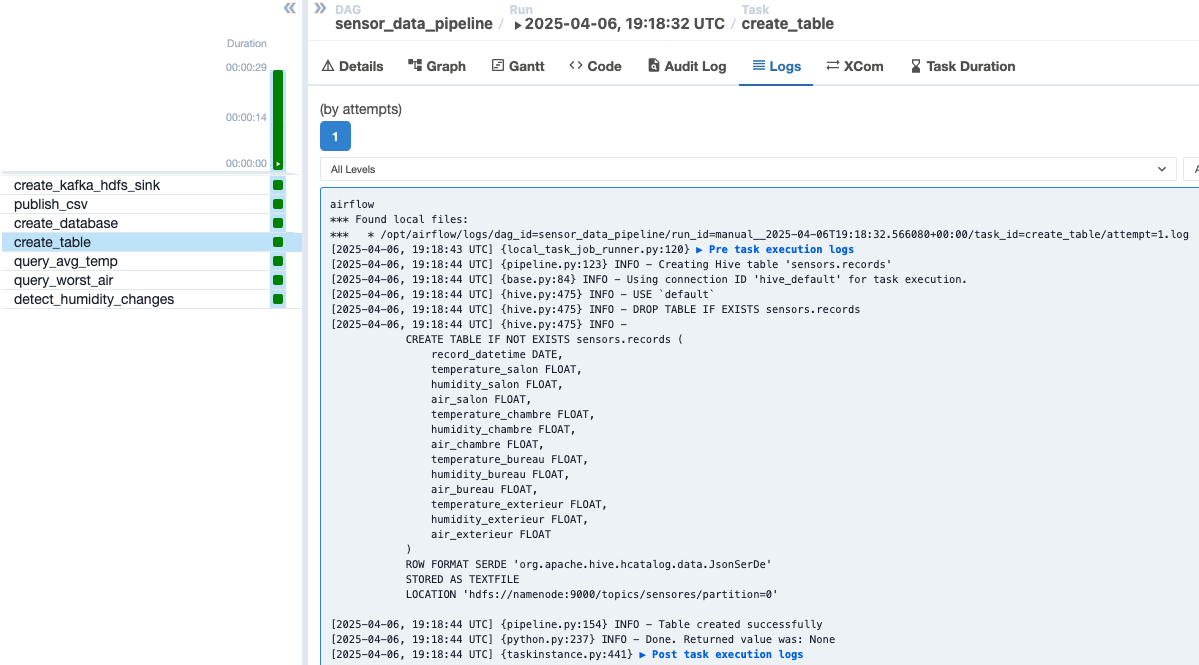 « » DAG Run Task
sensor_data_pipeline / ▶ 2025-04-06, 19:18:32 UTC / create_table
Duration
00:00:29
00:00:14
00:00:00
create_kafka_hdfs_sink
publish_csv
create_database
create_table
query_avg_temp
query_worst_air
detect_humidity_changes
Details Graph Gantt Code Audit Log Logs XCom Task Duration
(by attempts)
1
All Levels
airflow
*** Found local files:
***   * /opt/airflow/logs/dag_id=sensor_data_pipeline/run_id=manual__2025-04-06T19:18:32.566080+00:00/task_id=create_table/attempt=1.log
[2025-04-06, 19:18:43 UTC] {local_task_job_runner.py:120} ▶ Pre task execution logs
[2025-04-06, 19:18:44 UTC] {pipeline.py:123} INFO - Creating Hive table 'sensors.records'
[2025-04-06, 19:18:44 UTC] {base.py:84} INFO - Using connection ID 'hive_default' for task execution.
[2025-04-06, 19:18:44 UTC] {hive.py:475} INFO - USE `default`
[2025-04-06, 19:18:44 UTC] {hive.py:475} INFO - DROP TABLE IF EXISTS sensors.records
[2025-04-06, 19:18:44 UTC] {hive.py:475} INFO -
CREATE TABLE IF NOT EXISTS sensors.records (
record_datetime DATE,
temperature_salon FLOAT,
humidity_salon FLOAT,
air_salon FLOAT,
temperature_chambre FLOAT,
humidity_chambre FLOAT,
air_chambre FLOAT,
temperature_bureau FLOAT,
humidity_bureau FLOAT,
air_bureau FLOAT,
temperature_exterieur FLOAT,
humidity_exterieur FLOAT,
air_exterieur FLOAT
)
ROW FORMAT SERDE 'org.apache.hive.hcatalog.data.JsonSerDe'
STORED AS TEXTFILE
LOCATION 'hdfs://namenode:9000/topics/sensores/partition=0'
[2025-04-06, 19:18:44 UTC] {pipeline.py:154} INFO - Table created successfully
[2025-04-06, 19:18:44 UTC] {python.py:237} INFO - Done. Returned value was: None
[2025-04-06, 19:18:44 UTC] {taskinstance.py:441} ▶ Post task execution logs